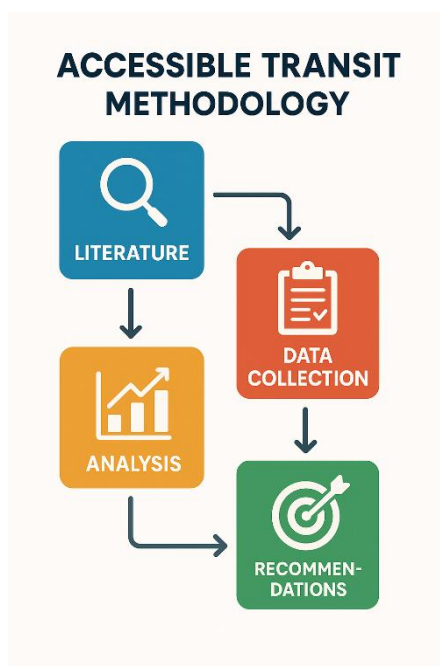 ACCESSIBLE TRANSIT
METHODOLOGY
LITERATURE
DATA
COLLECTION
ANALYSIS
RECOMMEN-
DATIONS